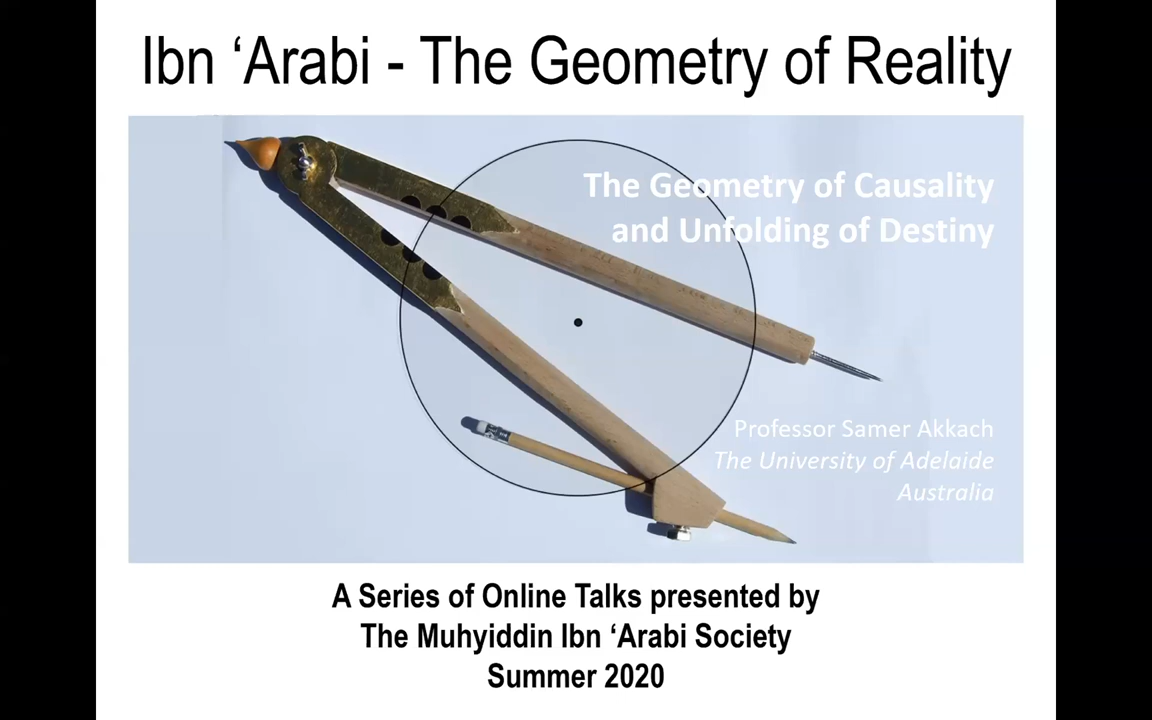 Ibn ‘Arabi - The Geometry of Reality
The Geometry of Causality
and Unfolding of Destiny
Professor Samer Akkach
The University of Adelaide
Australia
A Series of Online Talks presented by
The Muhyiddin Ibn ‘Arabi Society
Summer 2020